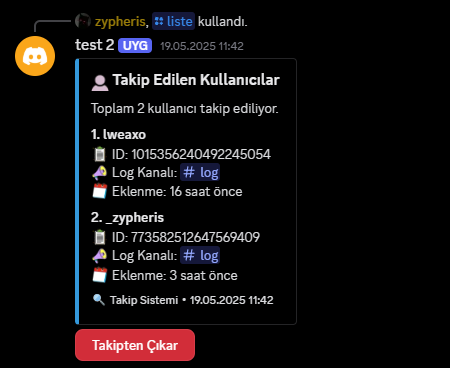 zypheris, liste kullandı.
test 2 UYG 19.05.2025 11:42
Takip Edilen Kullanıcılar
Toplam 2 kullanıcı takip ediliyor.
1. lweaxo
ID: 1015356240492245054
Log Kanalı: # log
Eklenme: 16 saat önce
2. _zypheris
ID: 773582512647569409
Log Kanalı: # log
Eklenme: 3 saat önce
Takip Sistemi • 19.05.2025 11:42
Takipten Çıkar